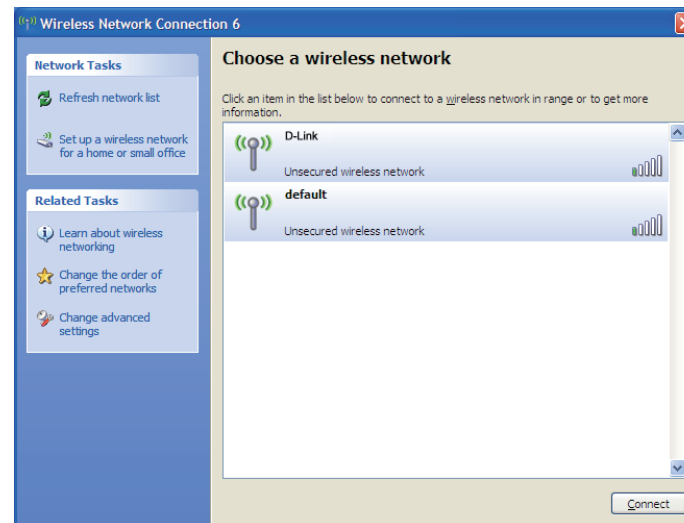 Wireless Network Connection 6
Network Tasks
Refresh network list
Set up a wireless network
for a home or small office
Related Tasks
Learn about wireless
networking
Change the order of
preferred networks
Change advanced
settings
Choose a wireless network
Click an item in the list below to connect to a wireless network in range or to get more
information.
D-Link
Unsecured wireless network
default
Unsecured wireless network
Connect